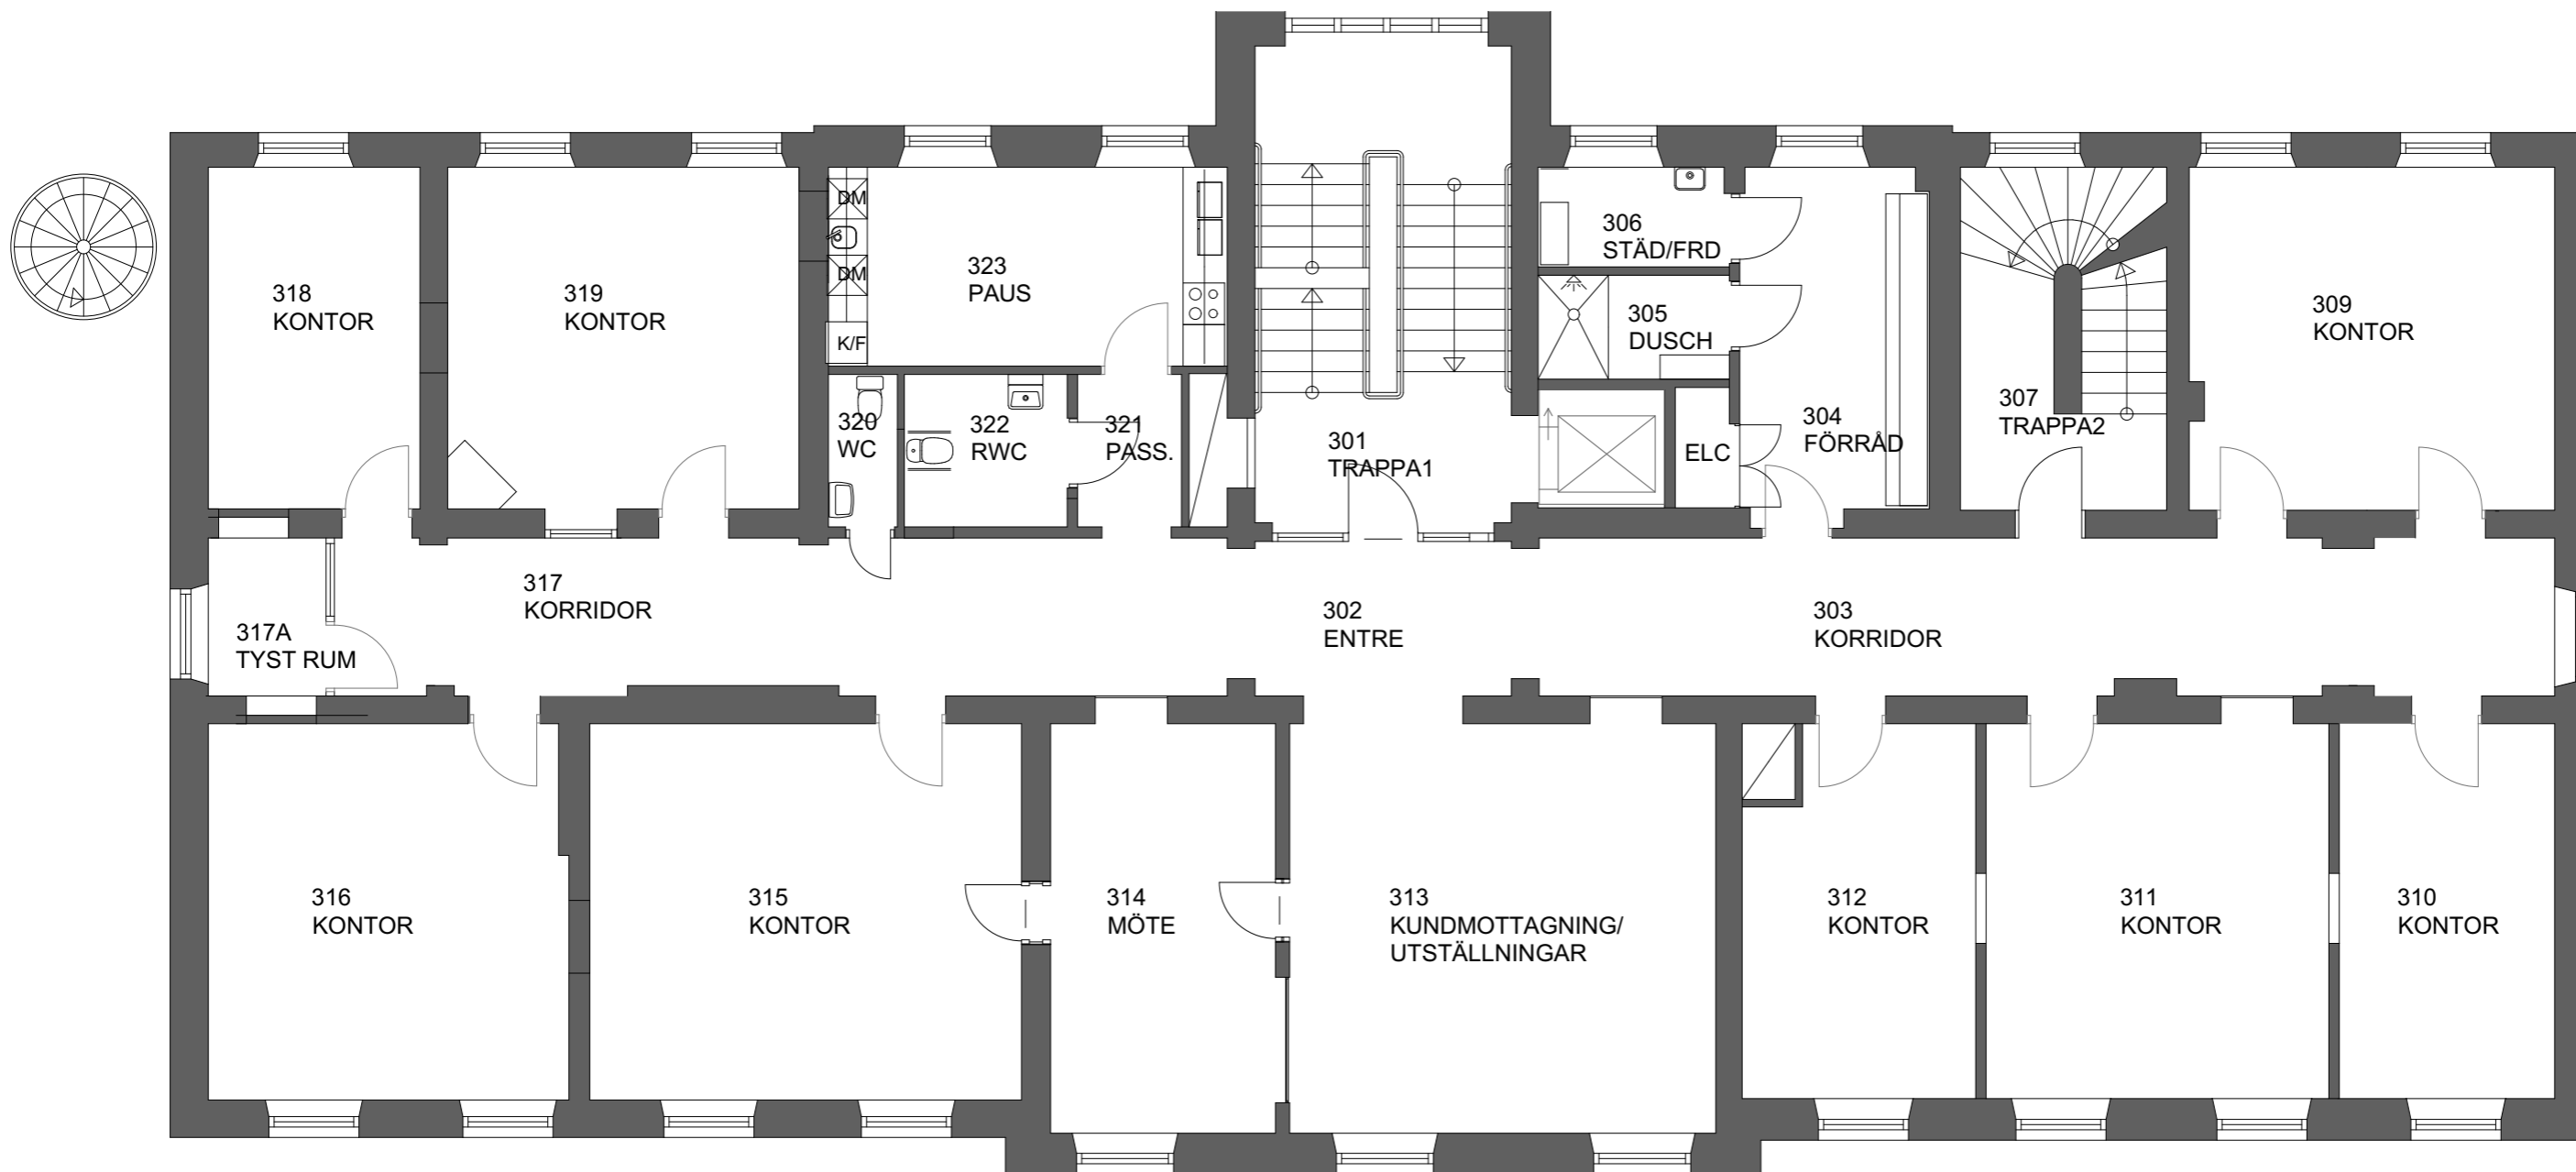 318
KONTOR
319
KONTOR
DM
DM
K/F
323
PAUS
306
STÄD/FRD
305
DUSCH
309
KONTOR
320
WC
322
RWC
321
PASS.
301
TRAPPA1
ELC
304
FÖRRÅD
307
TRAPPA2
317
KORRIDOR
317A
TYST RUM
302
ENTRE
303
KORRIDOR
316
KONTOR
315
KONTOR
314
MÖTE
313
KUNDMOTTAGNING/
UTSTÄLLNINGAR
312
KONTOR
311
KONTOR
310
KONTOR